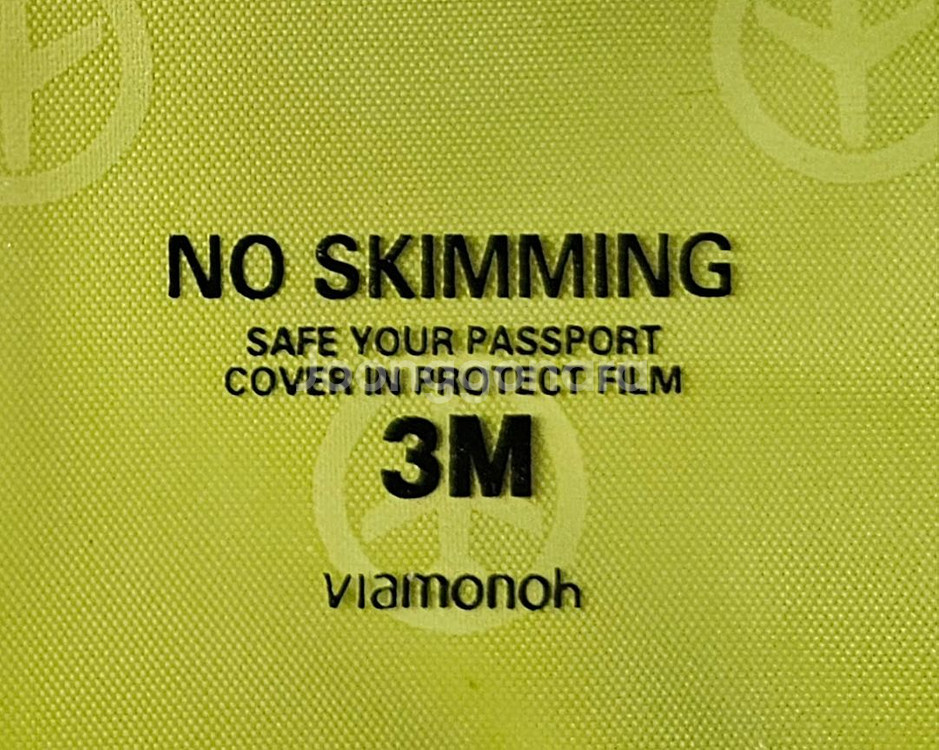 NO SKIMMING
SAFE YOUR PASSPORT
COVER IN PROTECT FILM
3M
viamonoh